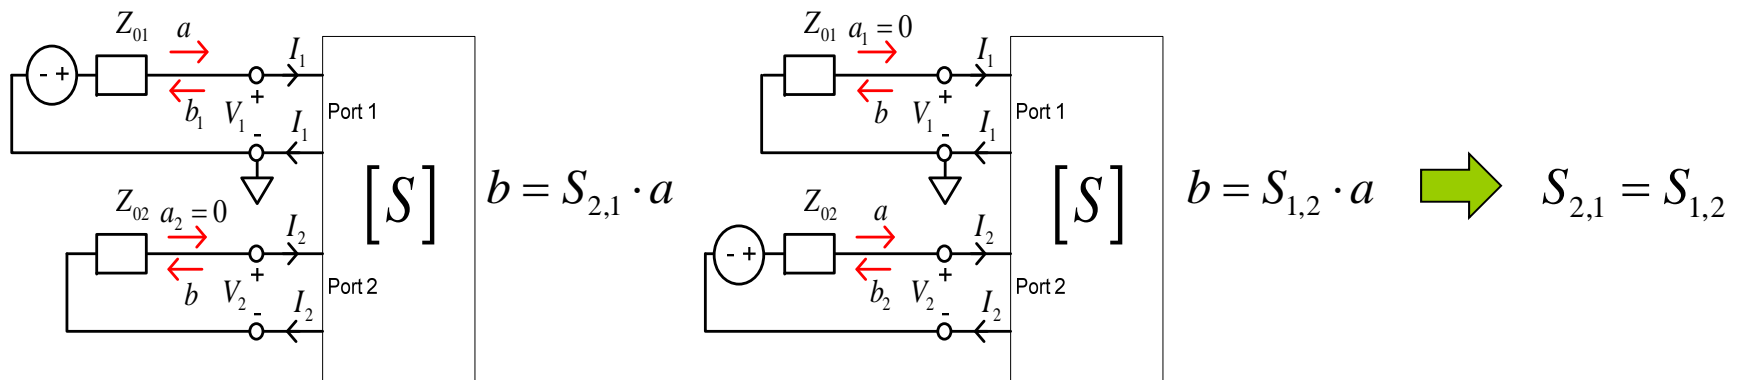 Z₀₁ a
I₁
- +
b₁ V₁ + Port 1
- I₁
[S] b = S₂,₁ · a
Z₀₂ a₂ = 0
I₂
b V₂ + Port 2
- I₂
Z₀₁ a₁ = 0
I₁
b V₁ + Port 1
- I₁
[S] b = S₁,₂ · a
Z₀₂ a
I₂
- +
b₂ V₂ + Port 2
- I₂
S₂,₁ = S₁,₂